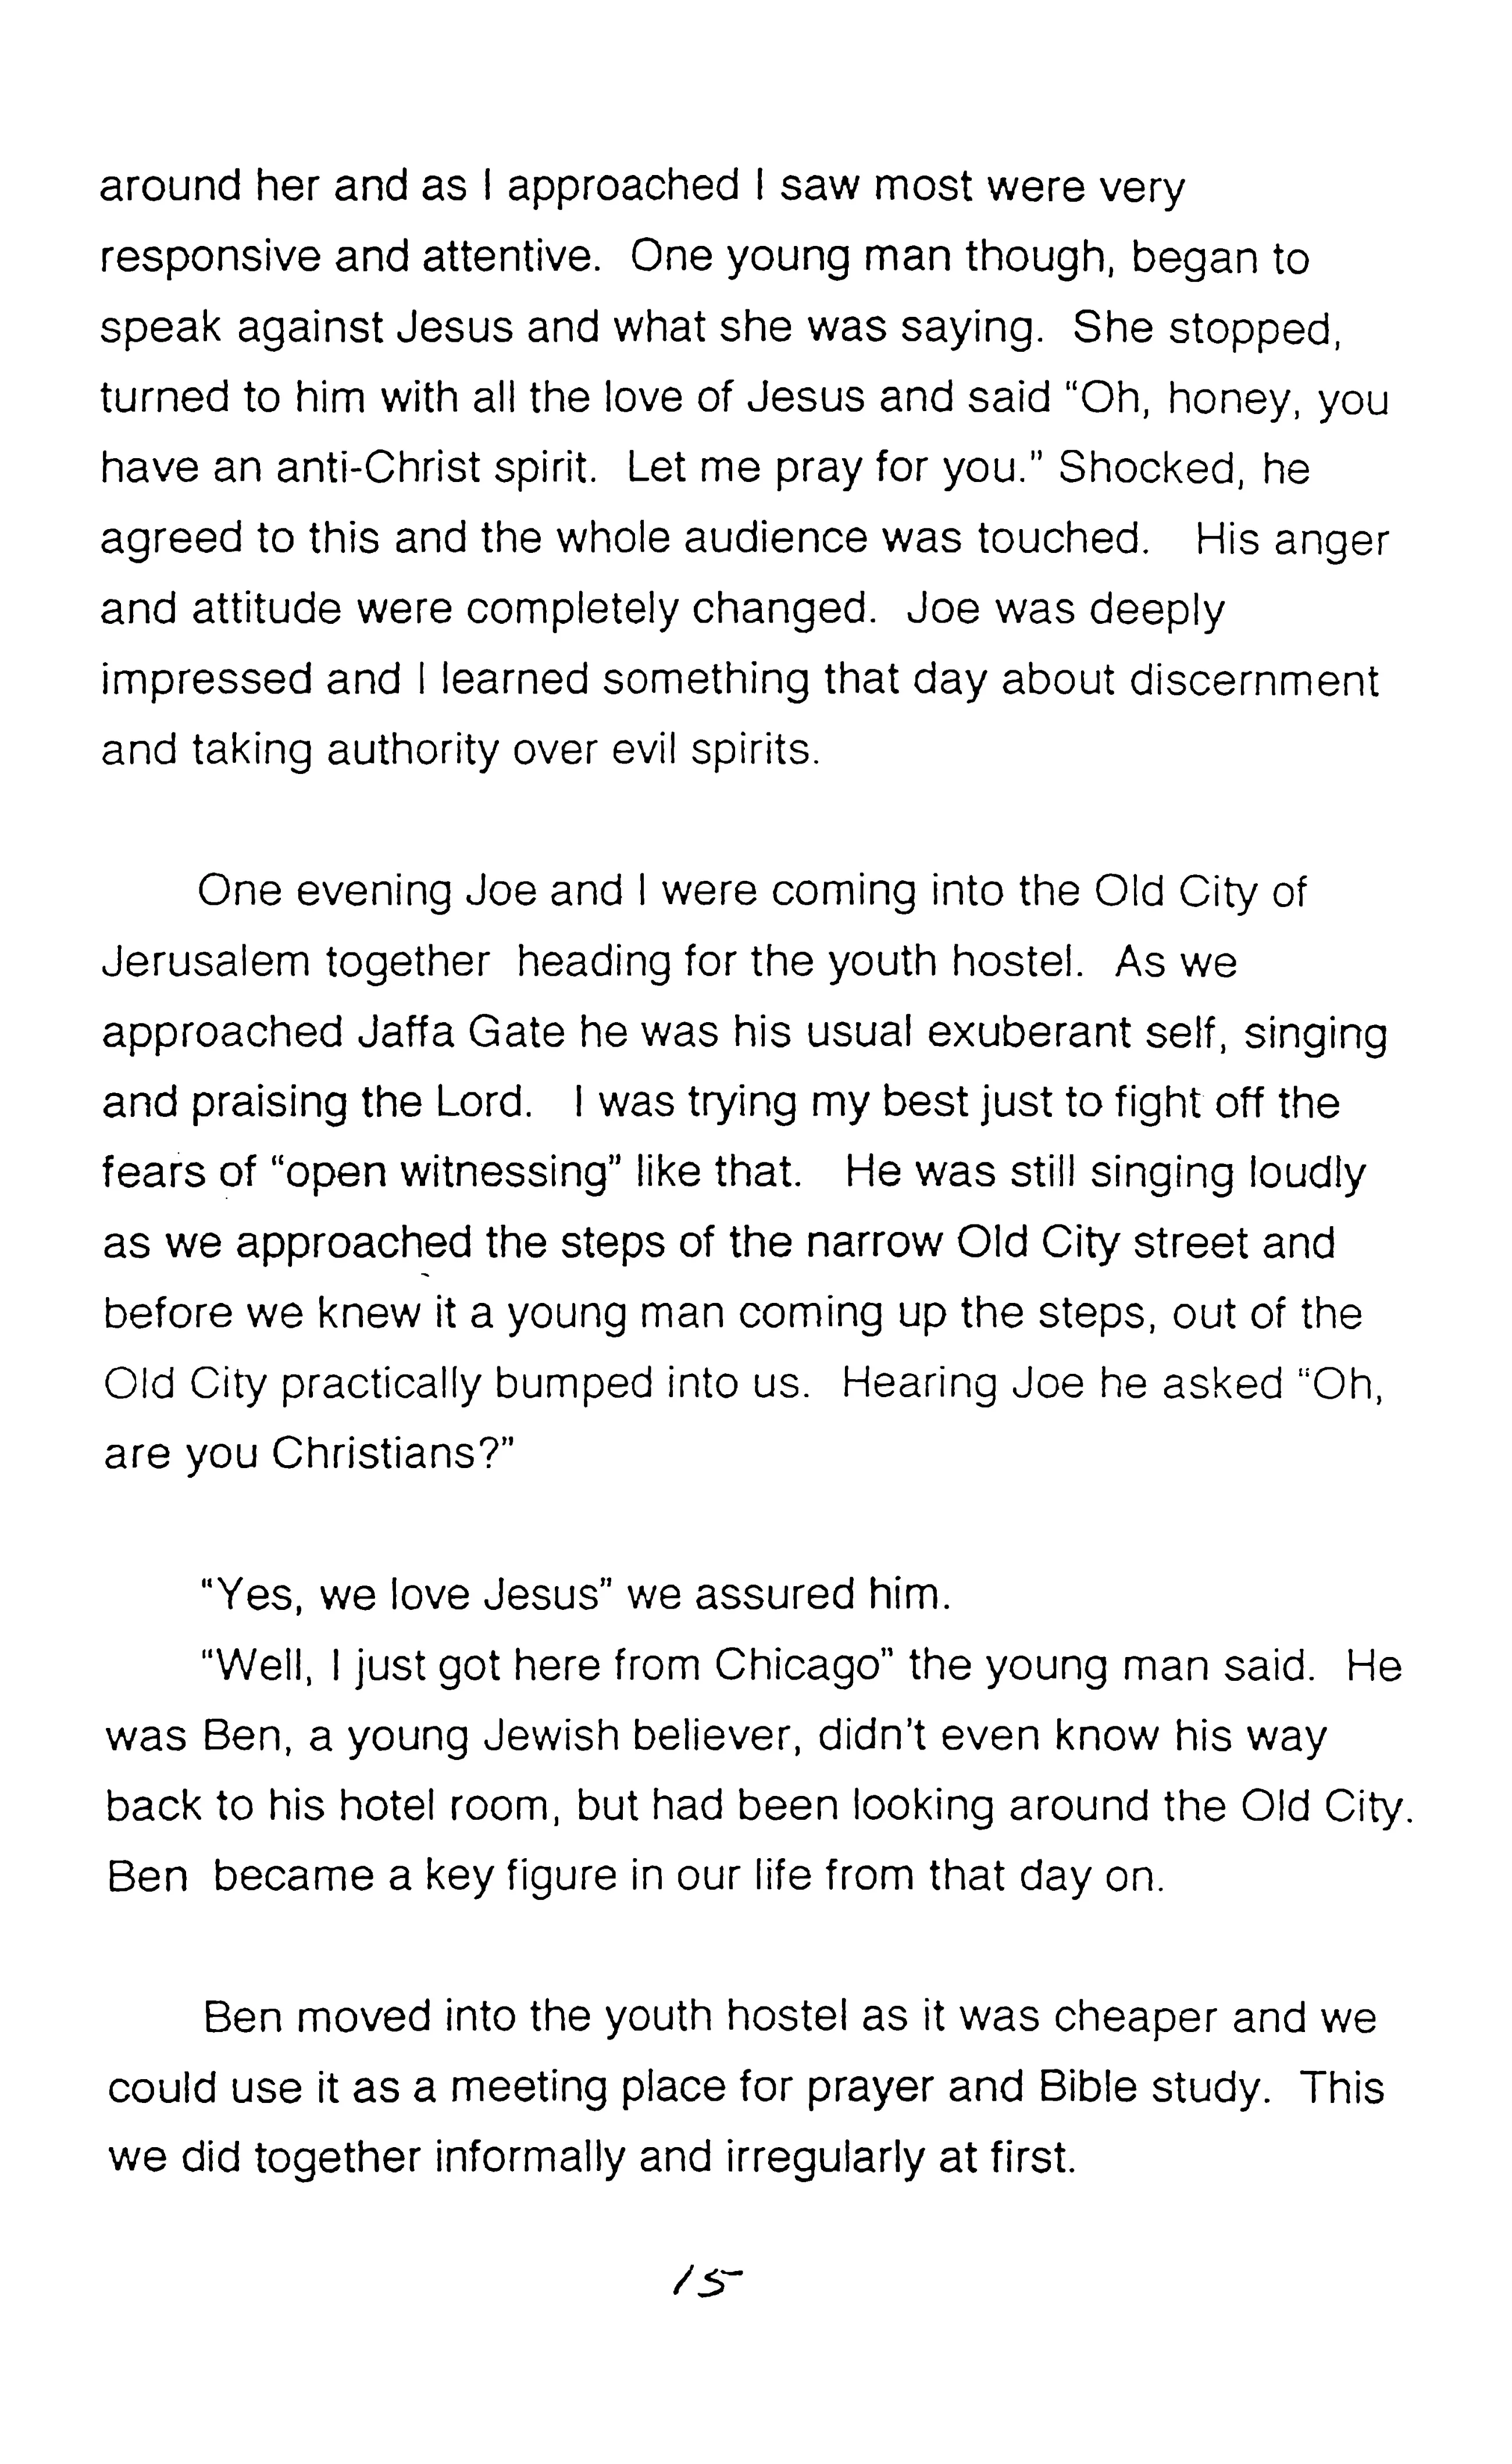 around her and as I approached I saw most were very
responsive and attentive. One young man though, began to
speak against Jesus and what she was saying. She stopped,
turned to him with all the love of Jesus and said “Oh, honey, you
have an anti-Christ spirit. Let me pray for you.” Shocked, he
agreed to this and the whole audience was touched. His anger
and attitude were completely changed. Joe was deeply
impressed and I learned something that day about discernment
and taking authority over evil spirits.
One evening Joe and I were coming into the Old City of
Jerusalem together heading for the youth hostel. As we
approached Jaffa Gate he was his usual exuberant self, singing
and praising the Lord. I was trying my best just to fight off the
fears of “open witnessing” like that. He was still singing loudly
as we approached the steps of the narrow Old City street and
before we knew it a young man coming up the steps, out of the
Old City practically bumped into us. Hearing Joe he asked “Oh,
are you Christians?”
“Yes, we love Jesus” we assured him.
“Well, I just got here from Chicago” the young man said. He
was Ben, a young Jewish believer, didn’t even know his way
back to his hotel room, but had been looking around the Old City.
Ben became a key figure in our life from that day on.
Ben moved into the youth hostel as it was cheaper and we
could use it as a meeting place for prayer and Bible study. This
we did together informally and irregularly at first.
15